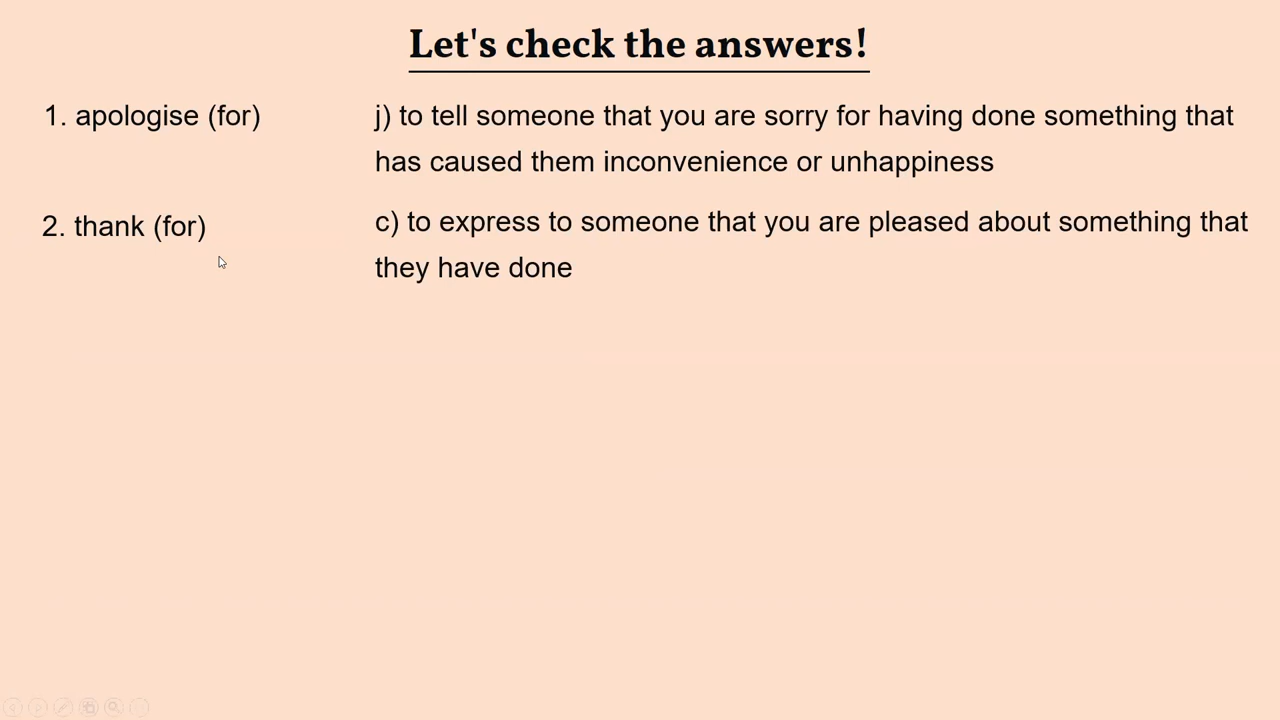 Let's check the answers!
1. apologise (for)
j) to tell someone that you are sorry for having done something that
has caused them inconvenience or unhappiness
2. thank (for)
c) to express to someone that you are pleased about something that
they have done